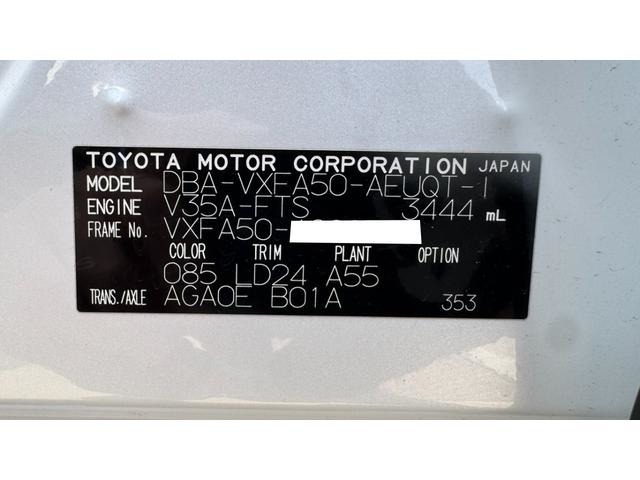 TOYOTA MOTOR CORPORATION JAPAN
MODEL DBA-VXFA50-AEUQT-I
ENGINE V35A-FTS 3444 mL
FRAME No. VXFA50-
COLOR TRIM PLANT OPTION
085 LD24 A55
TRANS./AXLE AGA0E B01A 353